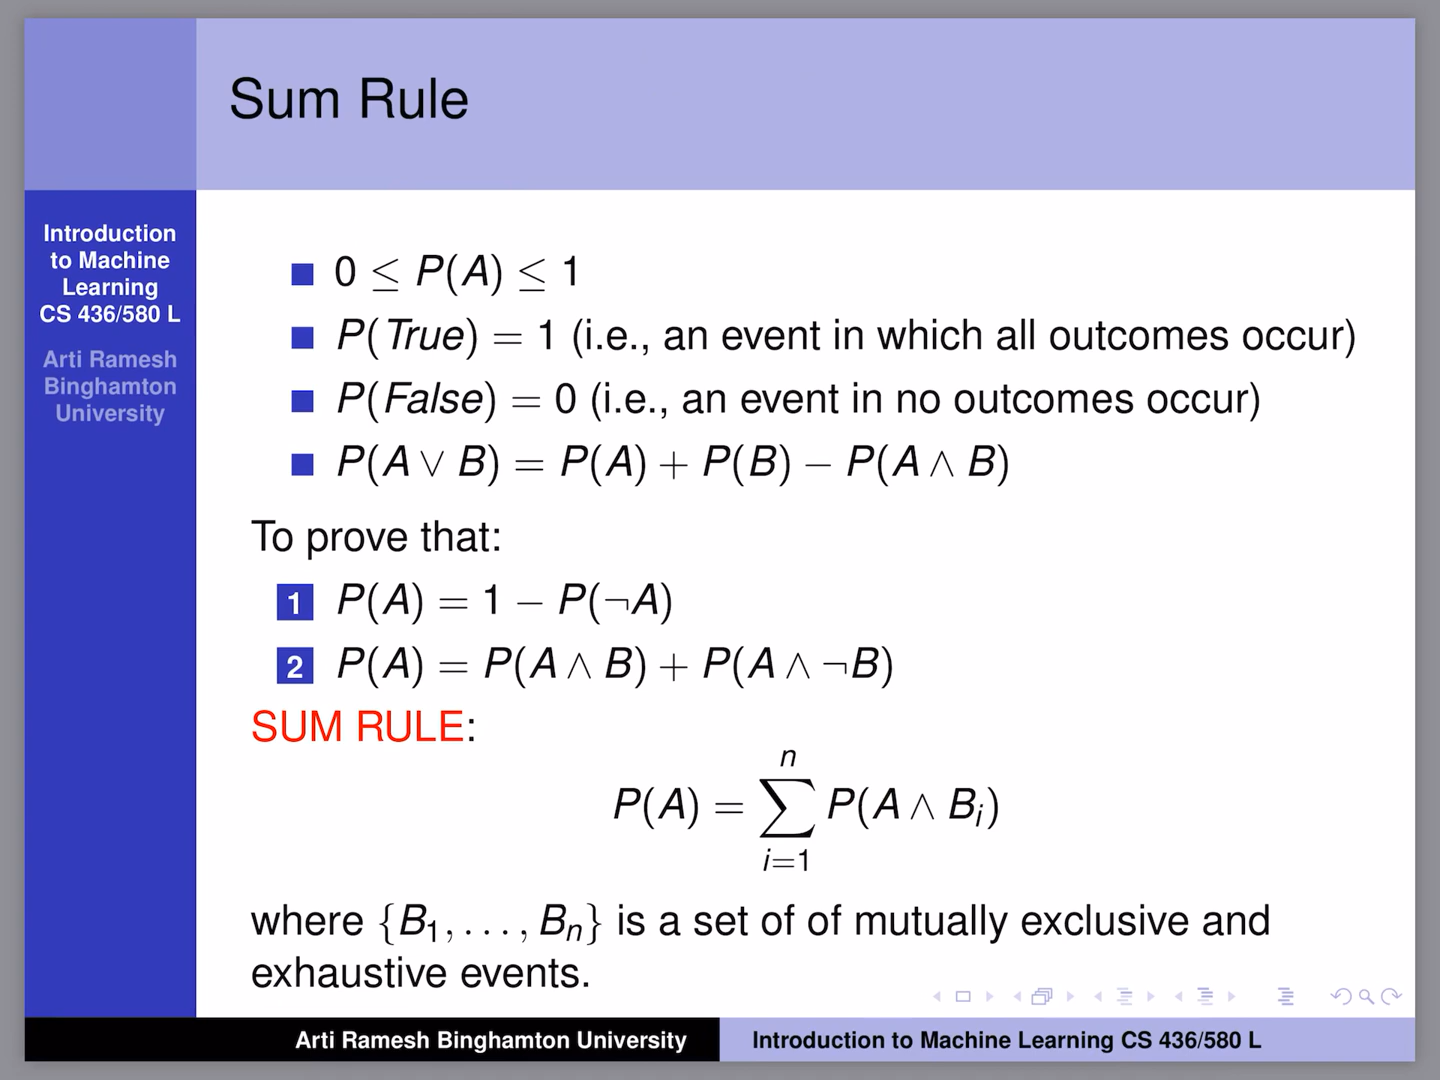 Sum Rule
Introduction
to Machine
Learning
CS 436/580 L
Arti Ramesh
Binghamton
University
0 ≤ P(A) ≤ 1
P(True) = 1 (i.e., an event in which all outcomes occur)
P(False) = 0 (i.e., an event in no outcomes occur)
P(A ∨ B) = P(A) + P(B) − P(A ∧ B)
To prove that:
1 P(A) = 1 − P(¬A)
2 P(A) = P(A ∧ B) + P(A ∧ ¬B)
SUM RULE:
n
P(A) = ∑ P(A ∧ Bᵢ)
i=1
where {B₁, . . . , Bₙ} is a set of of mutually exclusive and
exhaustive events.
Arti Ramesh Binghamton University
Introduction to Machine Learning CS 436/580 L